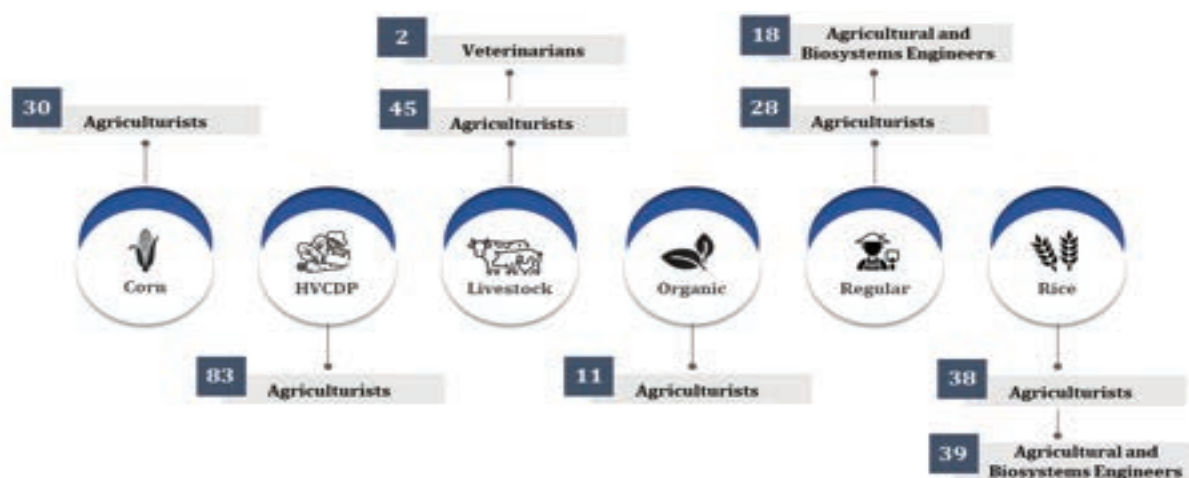 2
Veterinarians
18
Agricultural and
Biosystems Engineers
30
Agriculturists
45
Agriculturists
28
Agriculturists
Corn
HVCDP
Livestock
Organic
Regular
Rice
83
Agriculturists
11
Agriculturists
38
Agriculturists
39
Agricultural and
Biosystems Engineers